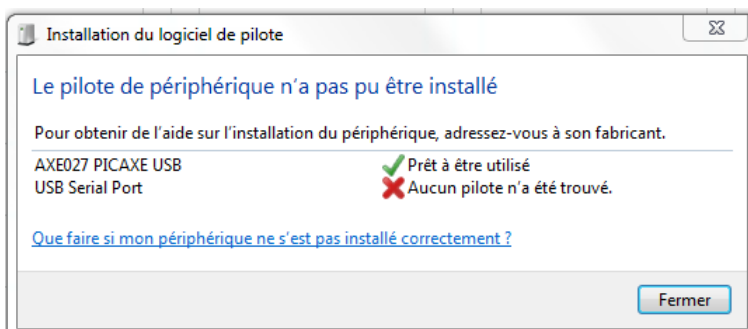 Installation du logiciel de pilote
Le pilote de périphérique n'a pas pu être installé
Pour obtenir de l'aide sur l'installation du périphérique, adressez-vous à son fabricant.
AXE027 PICAXE USB Prêt à être utilisé
USB Serial Port Aucun pilote n'a été trouvé.
Que faire si mon périphérique ne s'est pas installé correctement ?
Fermer